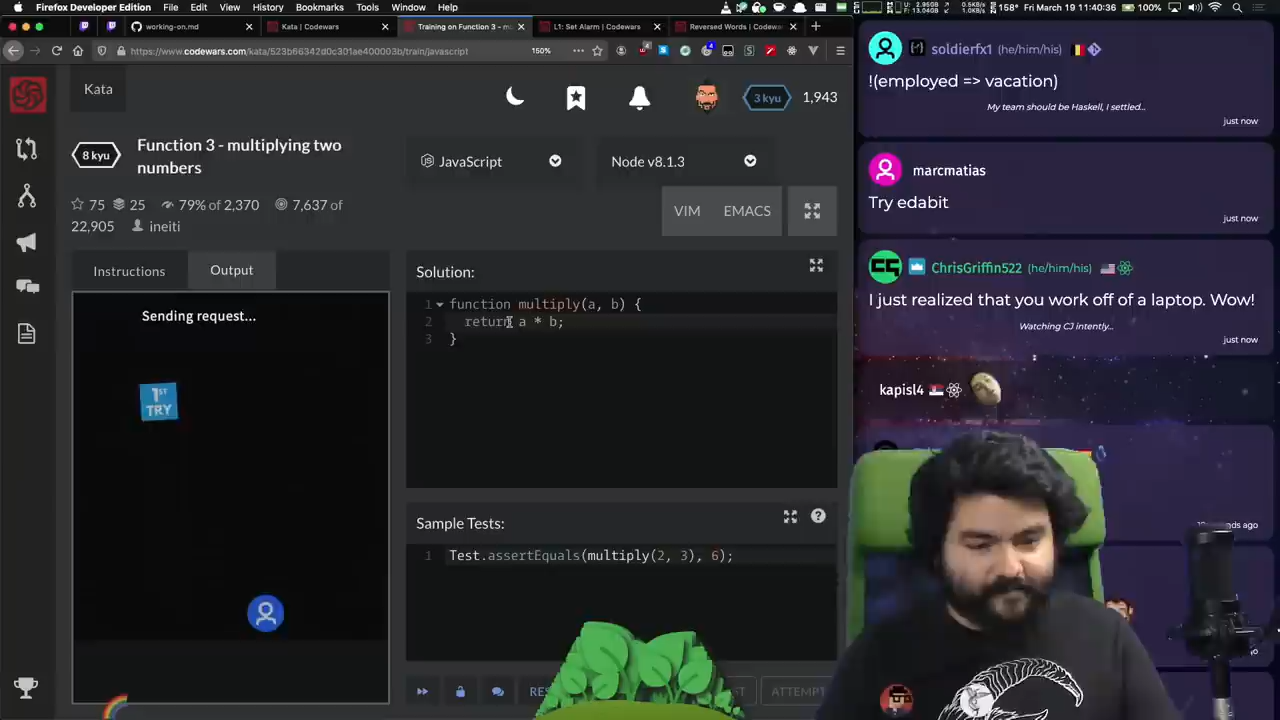 Firefox Developer Edition File Edit View History Bookmarks Tools Window Help
158° Fri March 19 11:40:36 100%
working-on.md
Kata | Codewars
Training on Function 3 - m
L1: Set Alarm | Codewars
Reversed Words | Codewars
https://www.codewars.com/kata/523b66342d0c301ae400003b/train/javascript
150%
Kata
3 kyu
1,943
8 kyu
Function 3 - multiplying two
numbers
JavaScript
Node v8.1.3
75 25 79% of 2,370 7,637 of
22,905 ineiti
VIM EMACS
Instructions
Output
Sending request...
1ST
TRY
Solution:
1 function multiply(a, b) {
2 return a * b;
3 }
Sample Tests:
1 Test.assertEquals(multiply(2, 3), 6);
ATTEMPT
soldierfx1 (he/him/his)
!(employed => vacation)
My team should be Haskell, I settled...
just now
marcmatias
Try edabit
just now
ChrisGriffin522 (he/him/his)
I just realized that you work off of a laptop. Wow!
Watching CJ intently...
just now
kapisl4